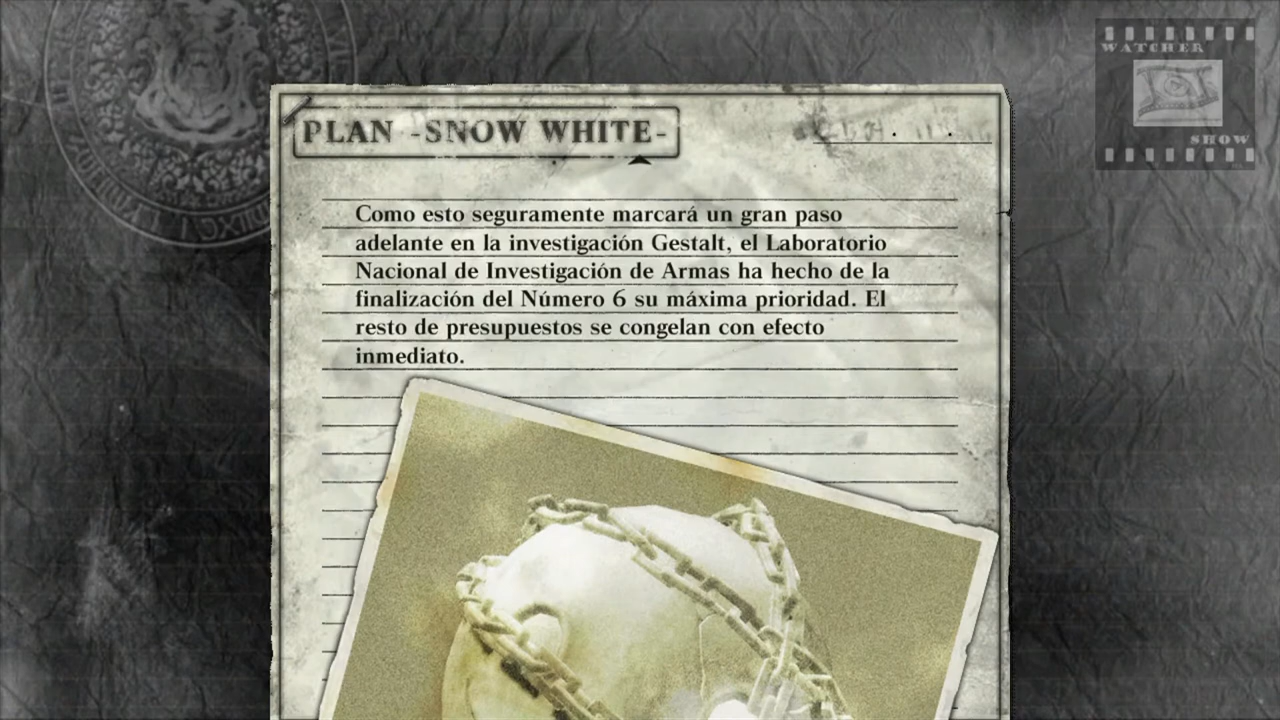 PLAN -SNOW WHITE-
WATCHER
SHOW
Como esto seguramente marcará un gran paso
adelante en la investigación Gestalt, el Laboratorio
Nacional de Investigación de Armas ha hecho de la
finalización del Número 6 su máxima prioridad. El
resto de presupuestos se congelan con efecto
inmediato.